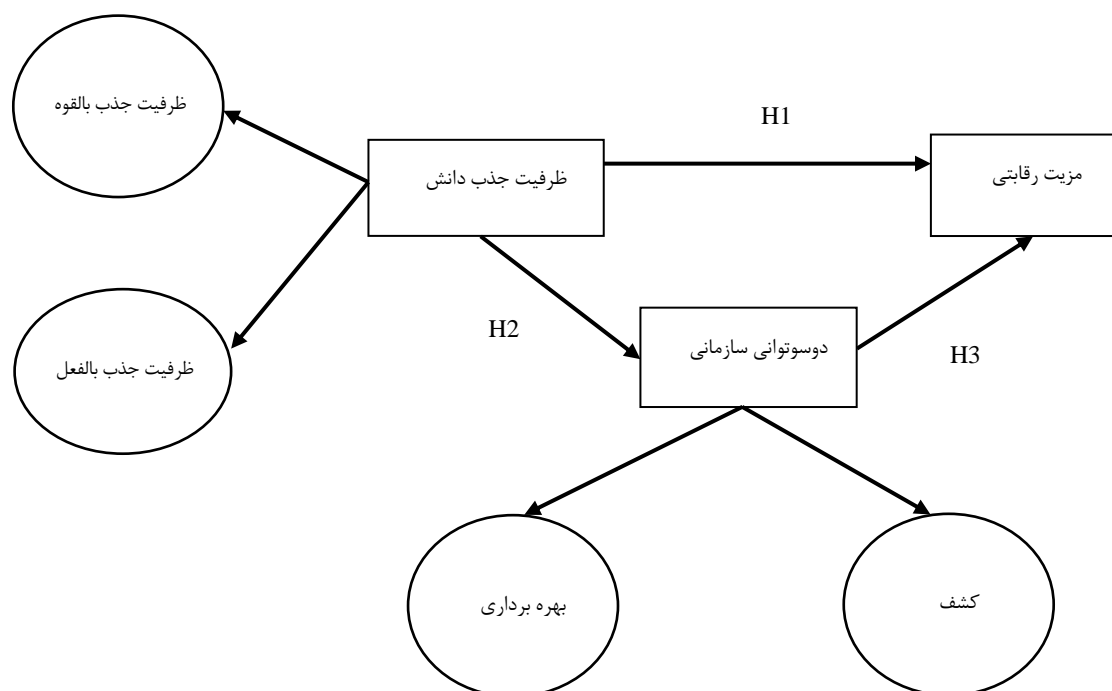 ظرفیت جذب بالقوه
H1
ظرفیت جذب دانش
مزیت رقابتی
H2
دوسوتوانی سازمانی
H3
ظرفیت جذب بالفعل
بهره برداری
کشف